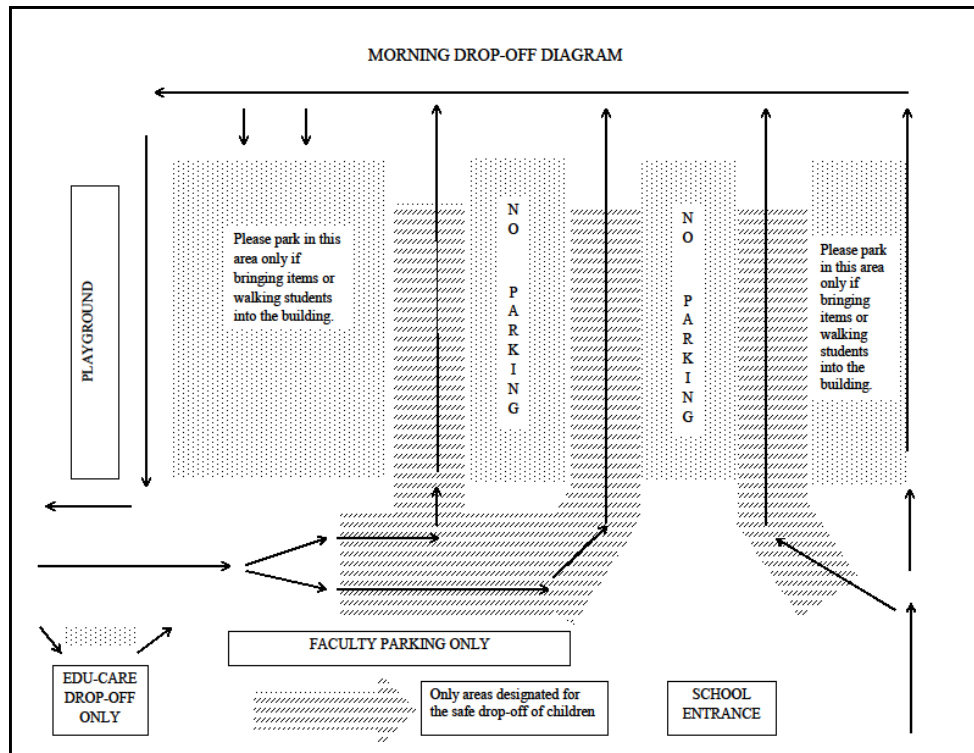 MORNING DROP-OFF DIAGRAM
PLAYGROUND
Please park in this
area only if
bringing items or
walking students
into the building.
N
O
P
A
R
K
I
N
G
N
O
P
A
R
K
I
N
G
Please park
in this area
only if
bringing
items or
walking
students
into the
building.
FACULTY PARKING ONLY
EDU-CARE
DROP-OFF
ONLY
Only areas designated for
the safe drop-off of children
SCHOOL
ENTRANCE